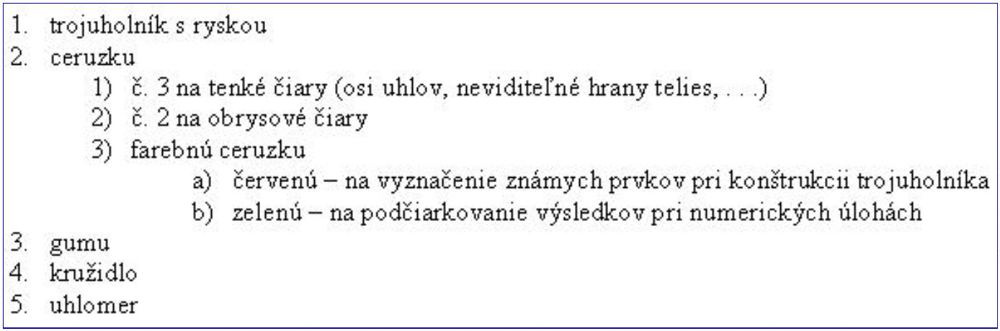 1. trojuholník s ryskou
2. ceruzku
1) č. 3 na tenké čiary (osi uhlov, neviditeľné hrany telies, . . .)
2) č. 2 na obrysové čiary
3) farebnú ceruzku
a) červenú – na vyznačenie známych prvkov pri konštrukcii trojuholníka
b) zelenú – na podčiarkovanie výsledkov pri numerických úlohách
3. gumu
4. kružidlo
5. uhlomer